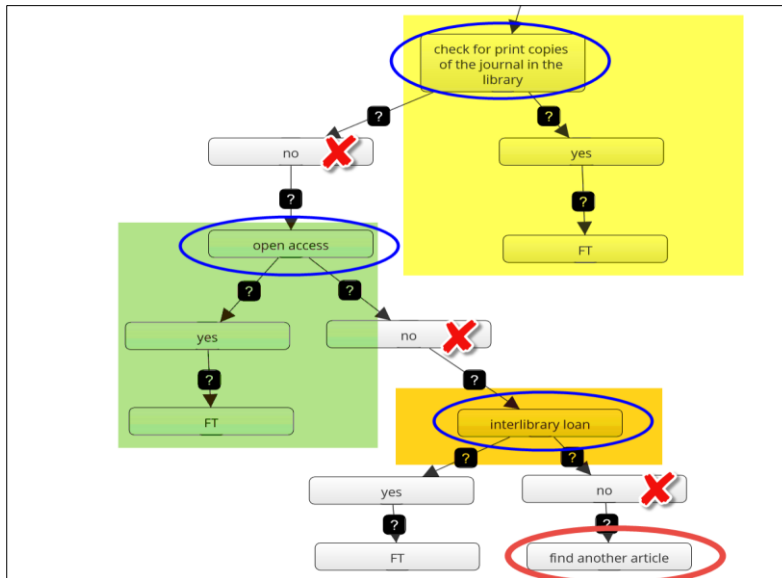 check for print copies
of the journal in the
library
?
?
no
yes
?
?
open access
FT
?
?
yes
no
?
?
FT
interlibrary loan
?
?
yes
no
?
?
FT
find another article